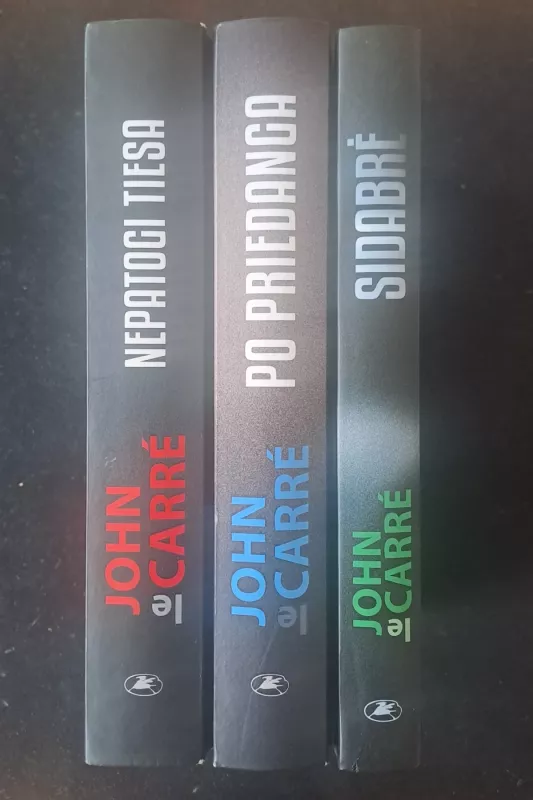 JOHN
le CARRÉ
NEPATOGI TIESA
JOHN
le CARRÉ
PO PRIEDANGA
JOHN
le CARRÉ
SIDABRĖ